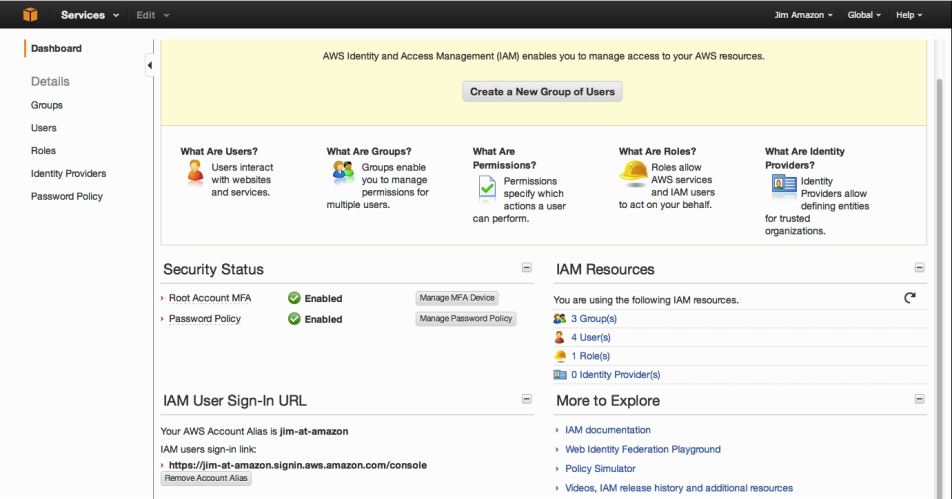 Services
Edit
Jim Amazon
Global
Help
Dashboard
Details
Groups
Users
Roles
Identity Providers
Password Policy
AWS Identity and Access Management (IAM) enables you to manage access to your AWS resources.
Create a New Group of Users
What Are Users?
Users interact
with websites
and services.
What Are Groups?
Groups enable
you to manage
permissions for
multiple users.
What Are
Permissions?
Permissions
specify which
actions a user
can perform.
What Are Roles?
Roles allow
AWS services
and IAM users
to act on your behalf.
What Are Identity
Providers?
Identity
Providers allow
defining entities
for trusted
organizations.
Security Status
Root Account MFA
Enabled
Manage MFA Device
Password Policy
Enabled
Manage Password Policy
IAM Resources
You are using the following IAM resources.
3 Group(s)
4 User(s)
1 Role(s)
0 Identity Provider(s)
IAM User Sign-In URL
Your AWS Account Alias is jim-at-amazon
IAM users sign-in link:
https://jim-at-amazon.signin.aws.amazon.com/console
Remove Account Alias
More to Explore
IAM documentation
Web Identity Federation Playground
Policy Simulator
Videos, IAM release history and additional resources